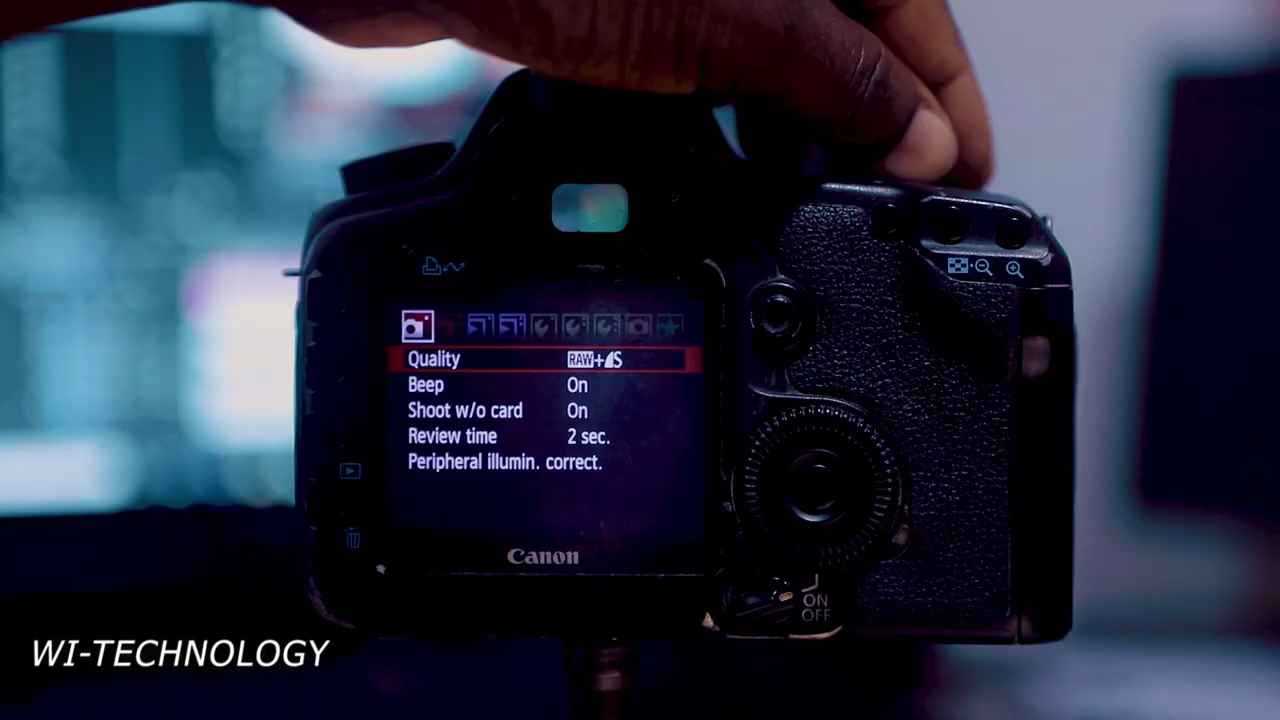 Quality RAW+S
Beep On
Shoot w/o card On
Review time 2 sec.
Peripheral illumin. correct.
Canon
ON
OFF
WI-TECHNOLOGY